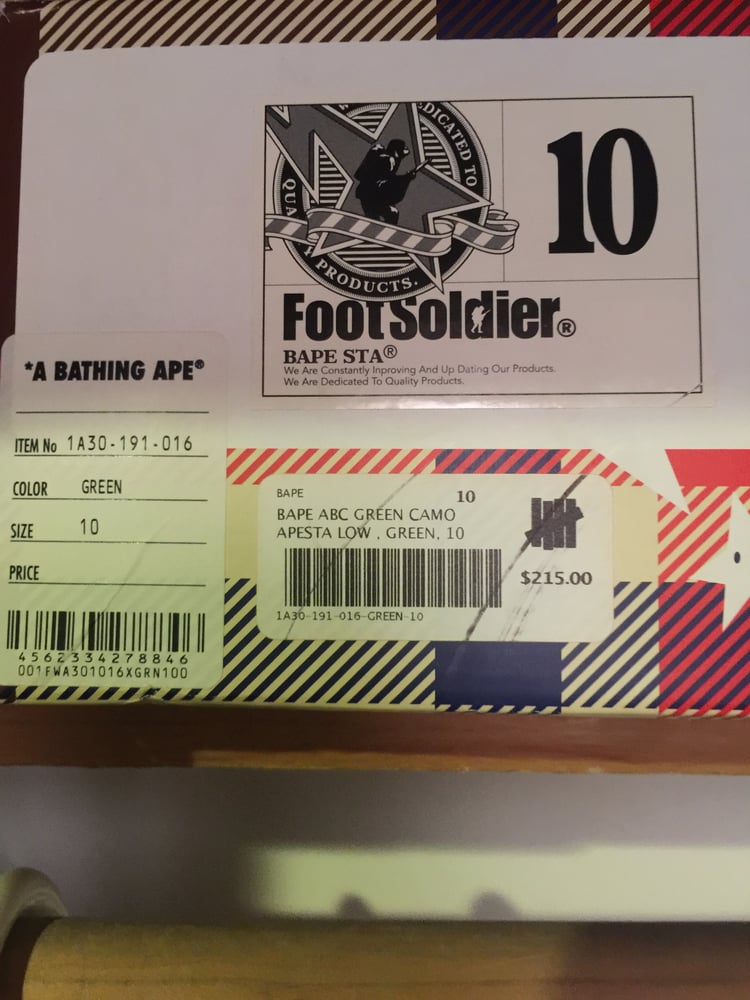 DEDICATED TO
QUA
PRODUCTS.
10
FootSoldier®
BAPE STA®
We Are Constantly Inproving And Up Dating Our Products.
We Are Dedicated To Quality Products.
*A BATHING APE®
ITEM No 1A30-191-016
COLOR GREEN
SIZE 10
PRICE
4562334278846
001FWA301016XGRN100
BAPE 10
BAPE ABC GREEN CAMO
APESTA LOW , GREEN, 10
$215.00
1A30-191-016-GREEN-10